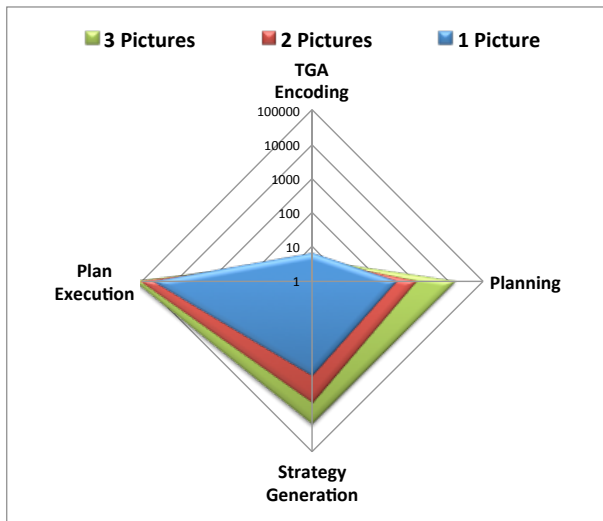 3 Pictures 2 Pictures 1 Picture
TGA
Encoding
100000
10000
1000
100
10
1
Planning
Plan
Execution
Strategy
Generation